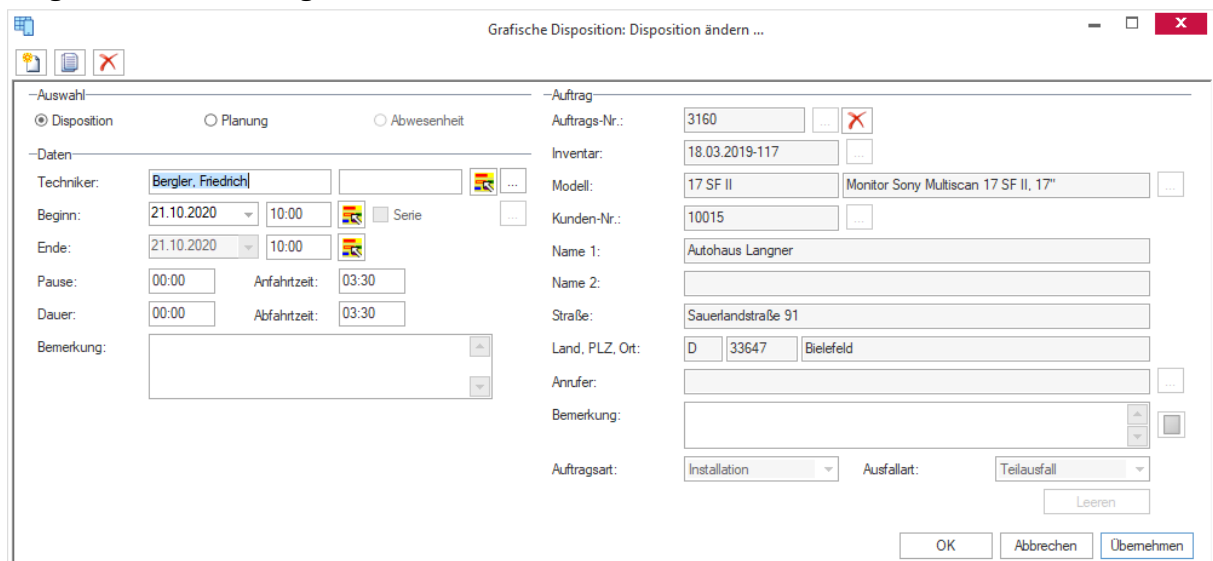 Grafische Disposition: Disposition ändern ...
Auswahl
Disposition Planung Abwesenheit
Daten
Techniker: Bergler, Friedrich ...
Beginn: 21.10.2020 10:00 Serie ...
Ende: 21.10.2020 10:00
Pause: 00:00 Anfahrtzeit: 03:30
Dauer: 00:00 Abfahrtzeit: 03:30
Bemerkung:
Auftrag
Auftrags-Nr.: 3160 ...
Inventar: 18.03.2019-117 ...
Modell: 17 SF II Monitor Sony Multiscan 17 SF II, 17" ...
Kunden-Nr.: 10015 ...
Name 1: Autohaus Langner
Name 2:
Straße: Sauerlandstraße 91
Land, PLZ, Ort: D 33647 Bielefeld
Anrufer: ...
Bemerkung:
Auftragsart: Installation Ausfallart: Teilausfall
Leeren
OK Abbrechen Übernehmen